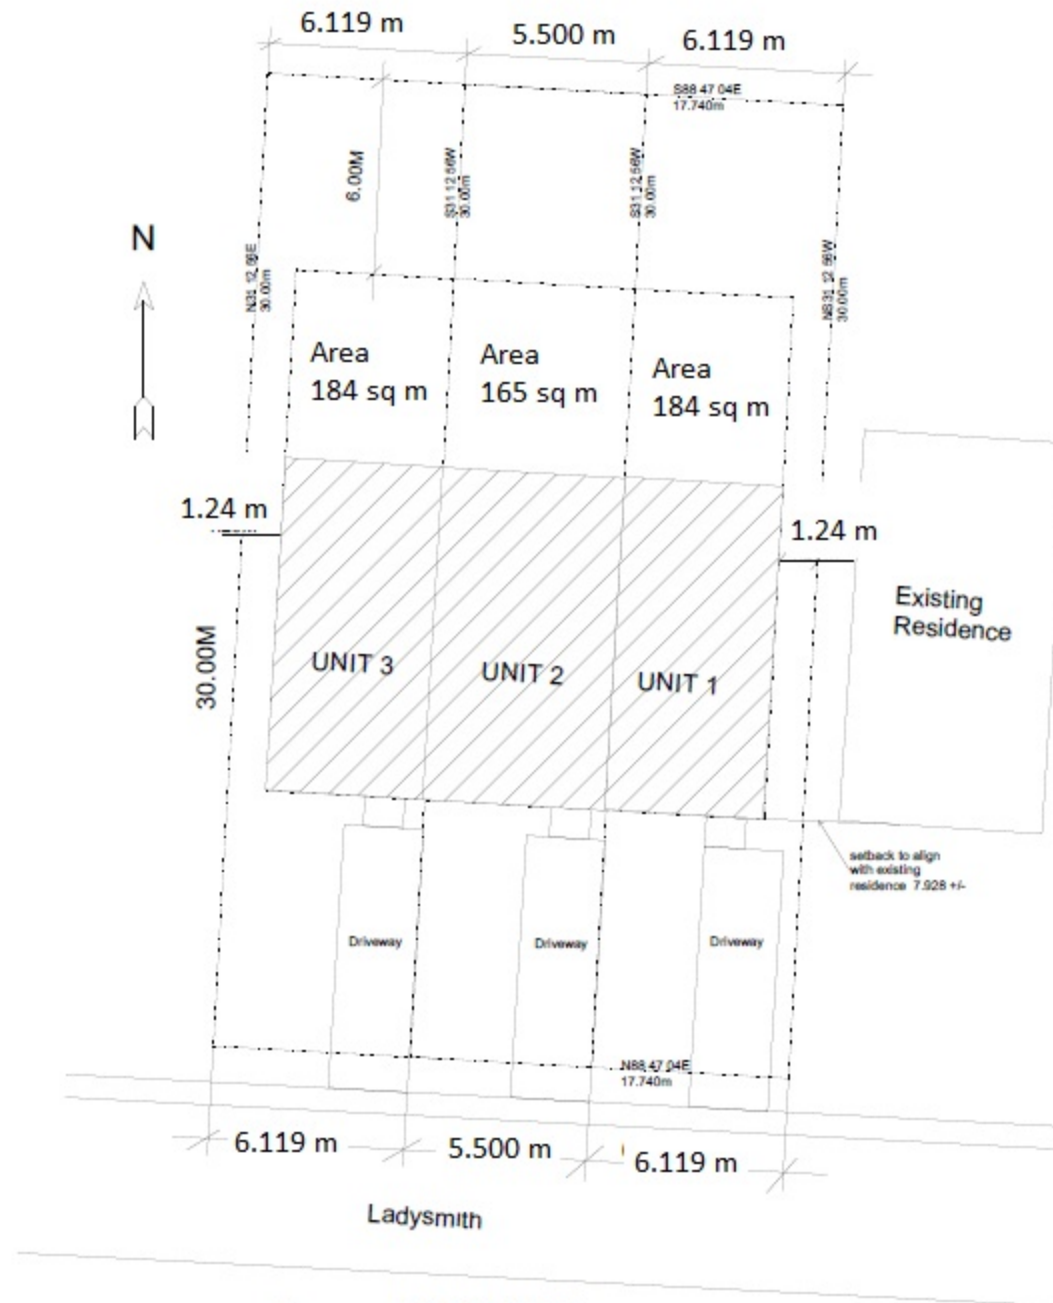 6.119 m
5.500 m
6.119 m
S88 47 04E
17.740m
6.00M
S31 12 56W
30.00m
S31 12 56W
30.00m
N
N31 12 56E
30.00m
N31 12 56W
30.00m
Area
184 sq m
Area
165 sq m
Area
184 sq m
1.24 m
1.24 m
30.00M
Existing
Residence
UNIT 3
UNIT 2
UNIT 1
setback to align
with existing
residence 7.928 +/-
Driveway
Driveway
Driveway
N88 47 04E
17.740m
6.119 m
5.500 m
6.119 m
Ladysmith